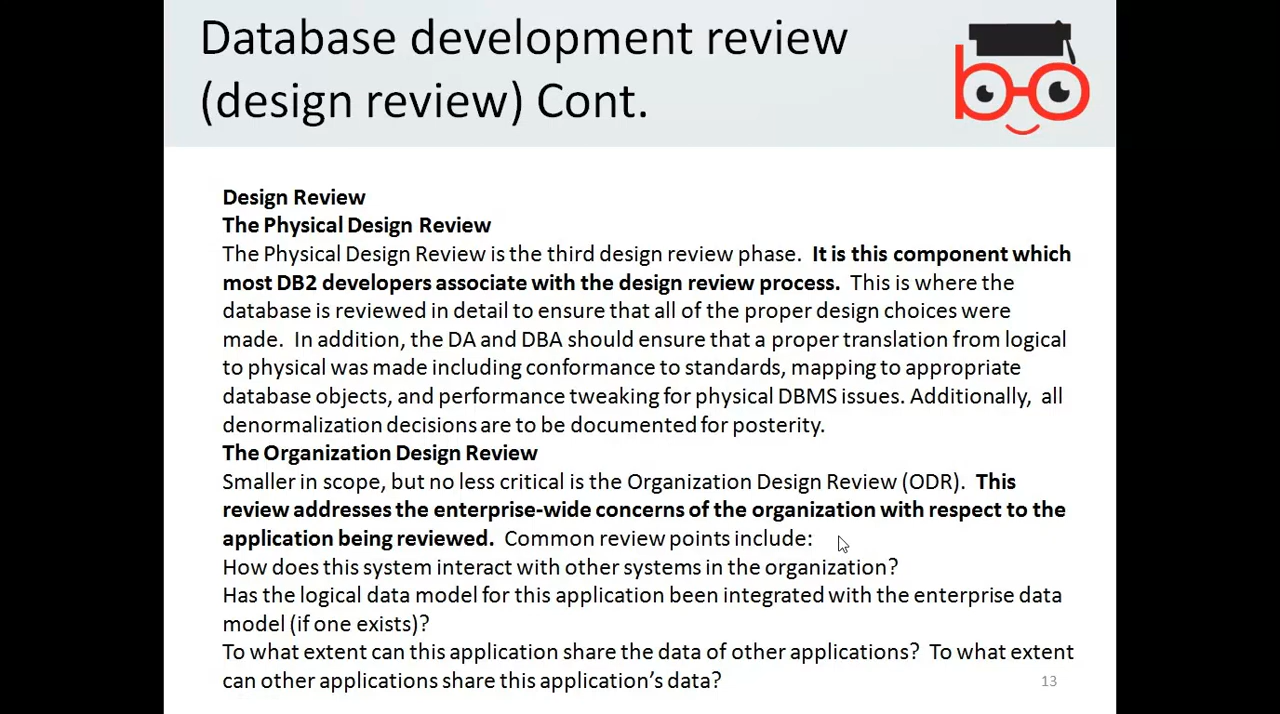 Database development review
(design review) Cont.
bo
Design Review
The Physical Design Review
The Physical Design Review is the third design review phase.  It is this component which
most DB2 developers associate with the design review process.  This is where the
database is reviewed in detail to ensure that all of the proper design choices were
made.  In addition, the DA and DBA should ensure that a proper translation from logical
to physical was made including conformance to standards, mapping to appropriate
database objects, and performance tweaking for physical DBMS issues. Additionally,  all
denormalization decisions are to be documented for posterity.
The Organization Design Review
Smaller in scope, but no less critical is the Organization Design Review (ODR).  This
review addresses the enterprise-wide concerns of the organization with respect to the
application being reviewed.  Common review points include:
How does this system interact with other systems in the organization?
Has the logical data model for this application been integrated with the enterprise data
model (if one exists)?
To what extent can this application share the data of other applications?  To what extent
can other applications share this application’s data?
13